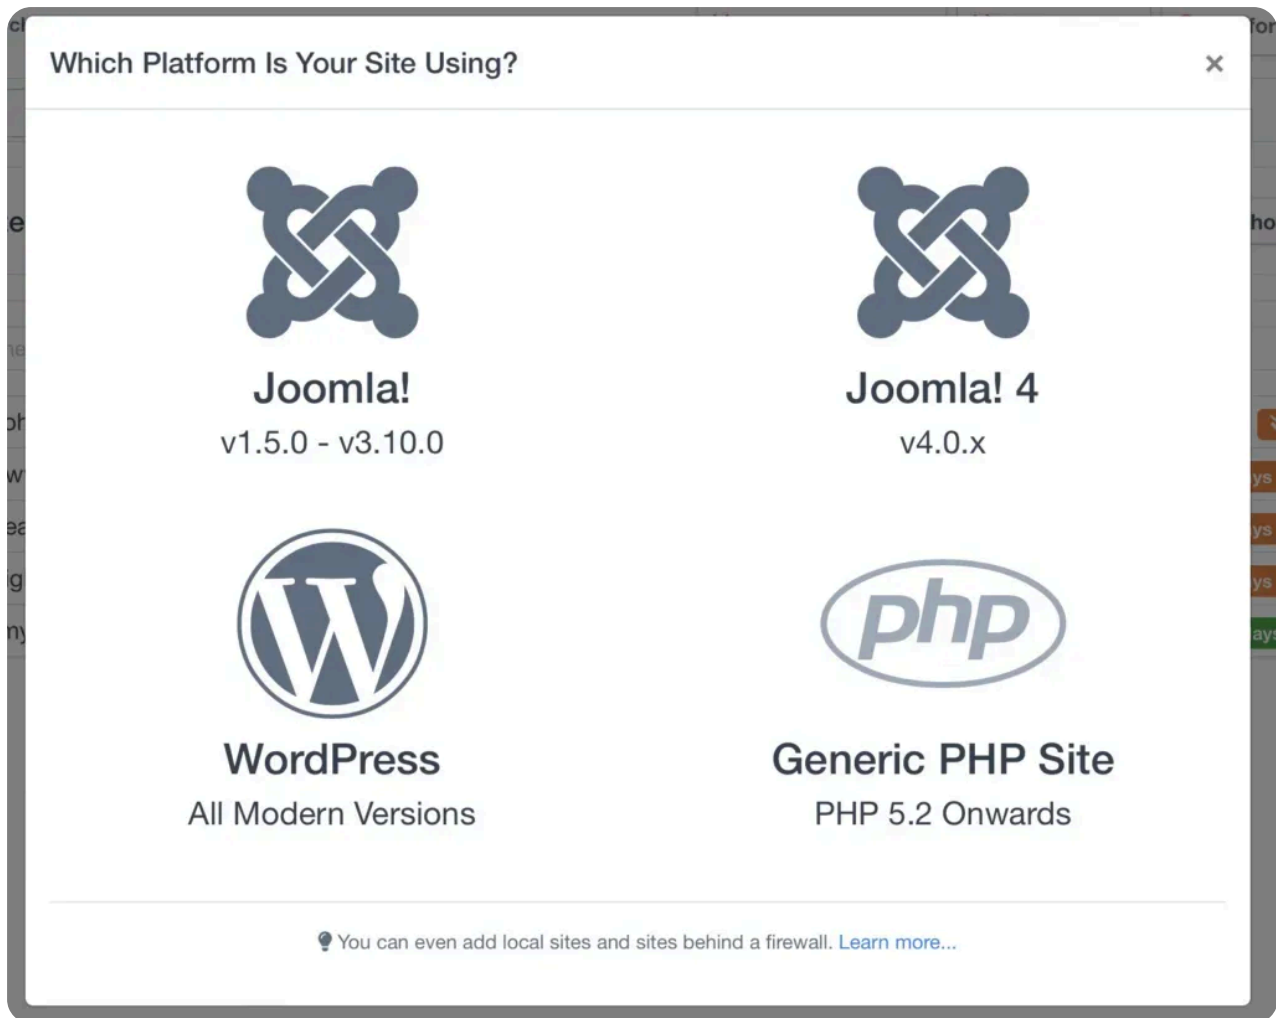 Which Platform Is Your Site Using?
×
Joomla!
v1.5.0 - v3.10.0
Joomla! 4
v4.0.x
WordPress
All Modern Versions
php
Generic PHP Site
PHP 5.2 Onwards
You can even add local sites and sites behind a firewall. Learn more...